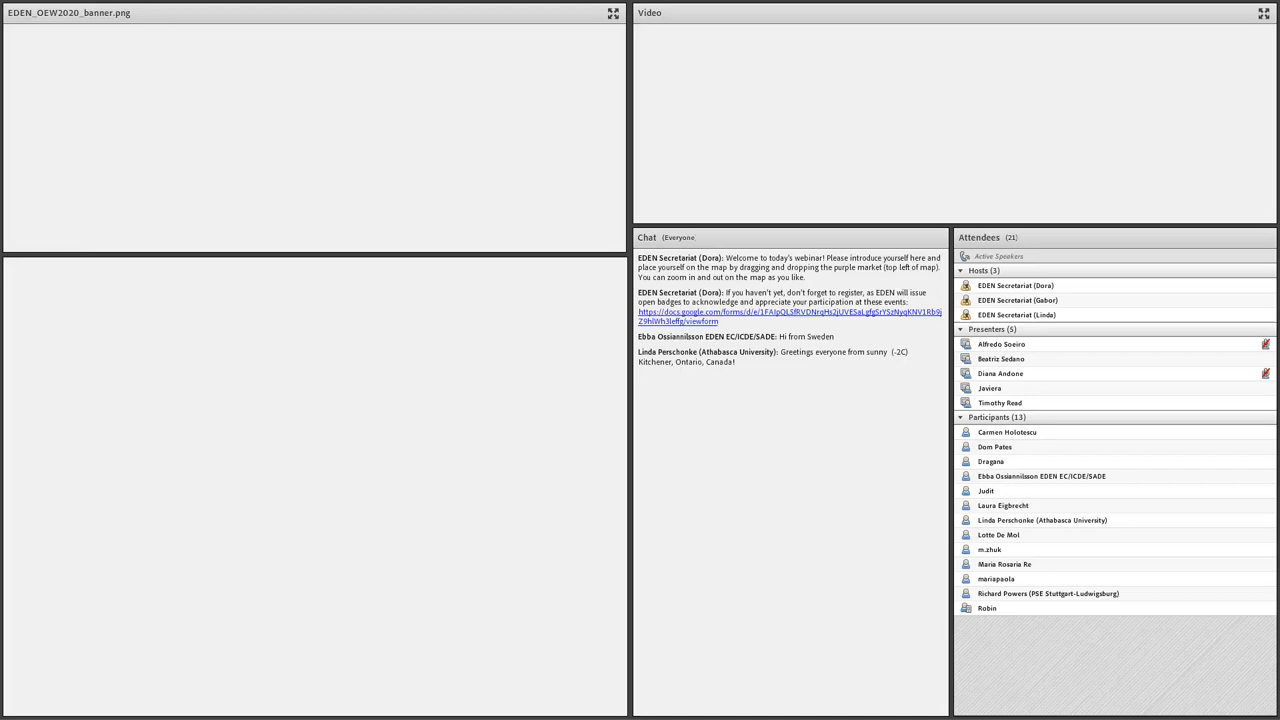 EDEN_OEW2020_banner.png
Video
Chat (Everyone)
EDEN Secretariat (Dora): Welcome to today's webinar! Please introduce yourself here and
place yourself on the map by dragging and dropping the purple market (top left of map).
You can zoom in and out on the map as you like.
EDEN Secretariat (Dora): If you haven't yet, don't forget to register, as EDEN will issue
open badges to acknowledge and appreciate your participation at these events:
https://docs.google.com/forms/d/e/1FAIpQLSfRVDNrqHs2jUVESaLgfgSrYSzNyqKNV1Rb9j
Z9hlWh3leffg/viewform
Ebba Ossiannilsson EDEN EC/ICDE/SADE: Hi from Sweden
Linda Perschonke (Athabasca University): Greetings everyone from sunny (-2C)
Kitchener, Ontario, Canada!
Attendees (21)
Active Speakers
Hosts (3)
EDEN Secretariat (Dora)
EDEN Secretariat (Gabor)
EDEN Secretariat (Linda)
Presenters (5)
Alfredo Soeiro
Beatriz Sedano
Diana Andone
Javiera
Timothy Read
Participants (13)
Carmen Holotescu
Dom Pates
Dragana
Ebba Ossiannilsson EDEN EC/ICDE/SADE
Judit
Laura Eigbrecht
Linda Perschonke (Athabasca University)
Lotte De Mol
m.zhuk
Maria Rosaria Re
mariapaola
Richard Powers (PSE Stuttgart-Ludwigsburg)
Robin